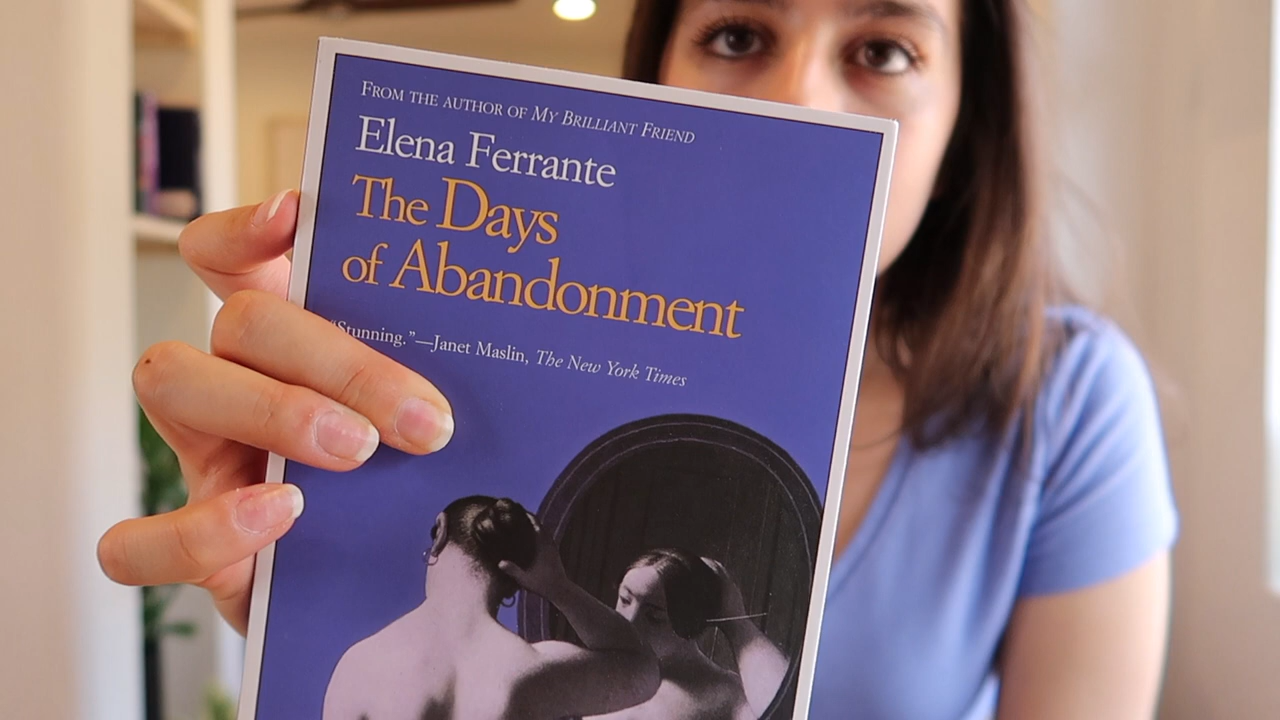 FROM THE AUTHOR OF MY BRILLIANT FRIEND
Elena Ferrante
The Days
of Abandonment
"Stunning."—Janet Maslin, The New York Times